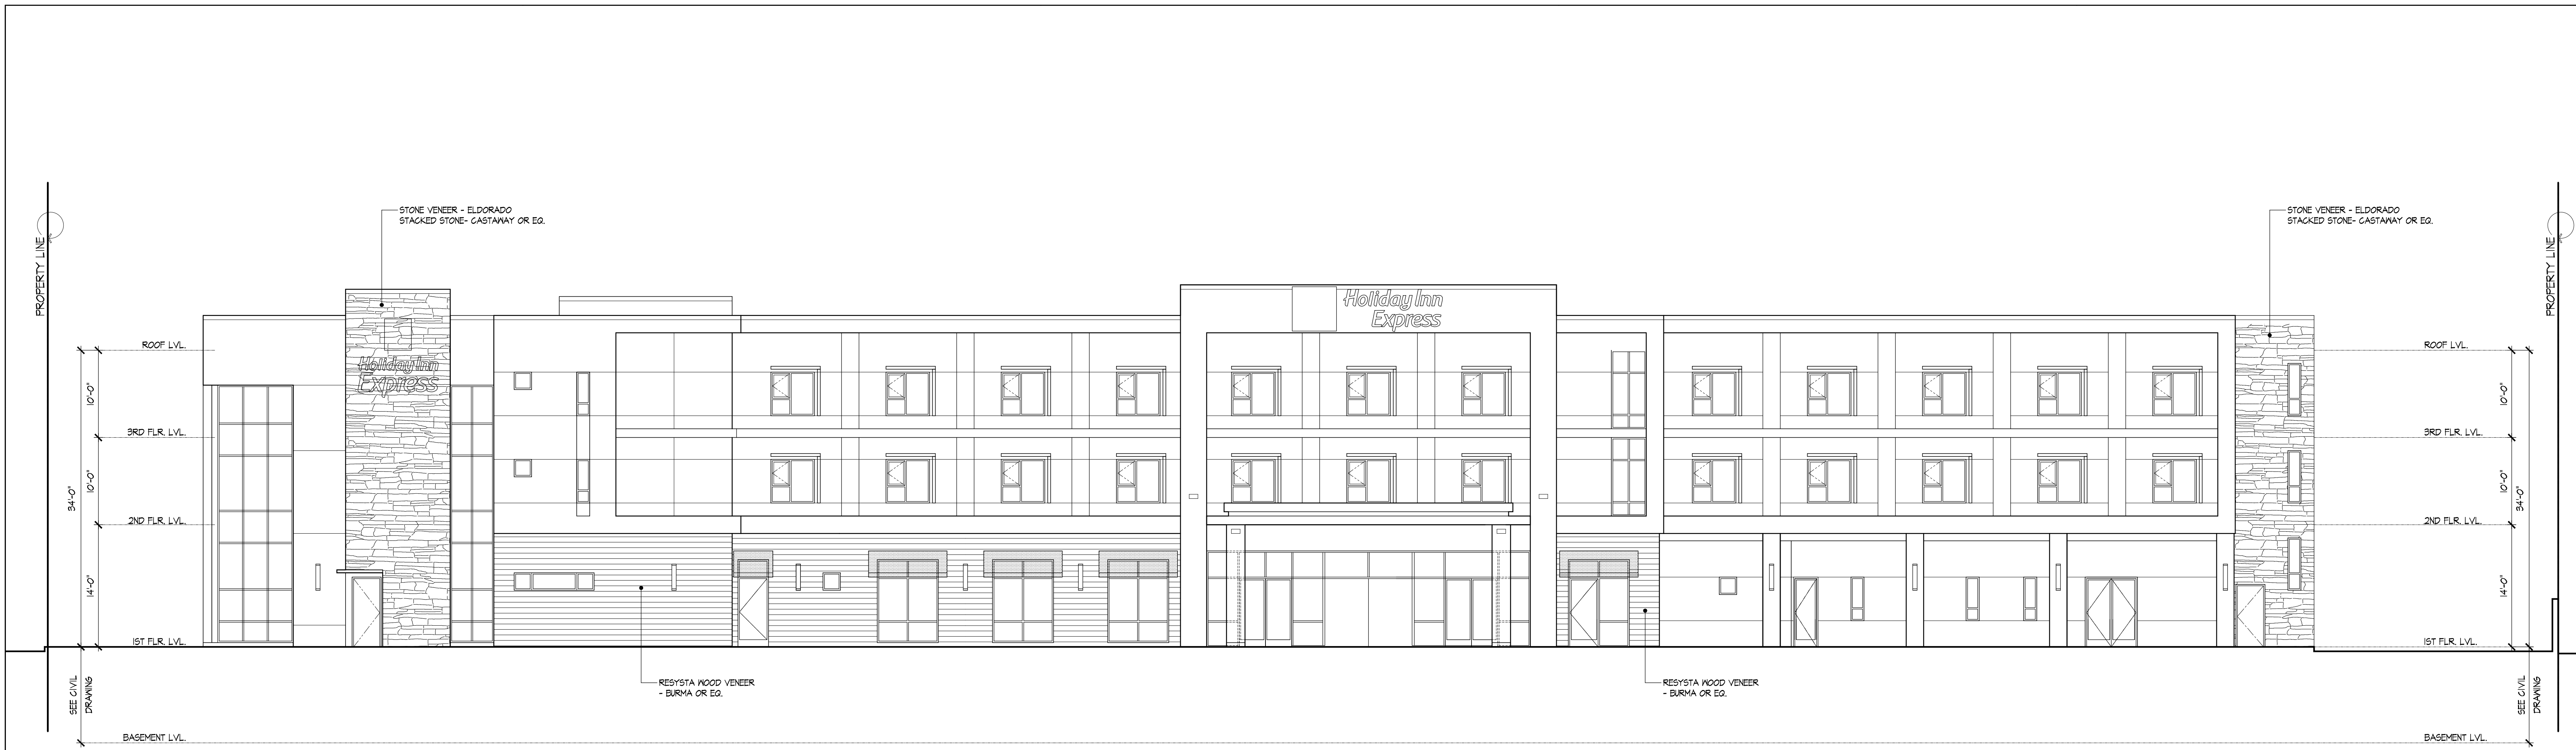 STONE VENEER - ELDORADO
STACKED STONE- CASTAWAY OR EQ.
STONE VENEER - ELDORADO
STACKED STONE- CASTAWAY OR EQ.
PROPERTY LINE
PROPERTY LINE
Holiday Inn
Express
Holiday Inn
Express
ROOF LVL.
ROOF LVL.
10'-0"
10'-0"
3RD FLR. LVL.
3RD FLR. LVL.
34'-0"
10'-0"
10'-0"
34'-0"
2ND FLR. LVL.
2ND FLR. LVL.
14'-0"
14'-0"
1ST FLR. LVL.
1ST FLR. LVL.
SEE CIVIL
DRAWING
RESYSTA WOOD VENEER
- BURMA OR EQ.
RESYSTA WOOD VENEER
- BURMA OR EQ.
SEE CIVIL
DRAWING
BASEMENT LVL.
BASEMENT LVL.